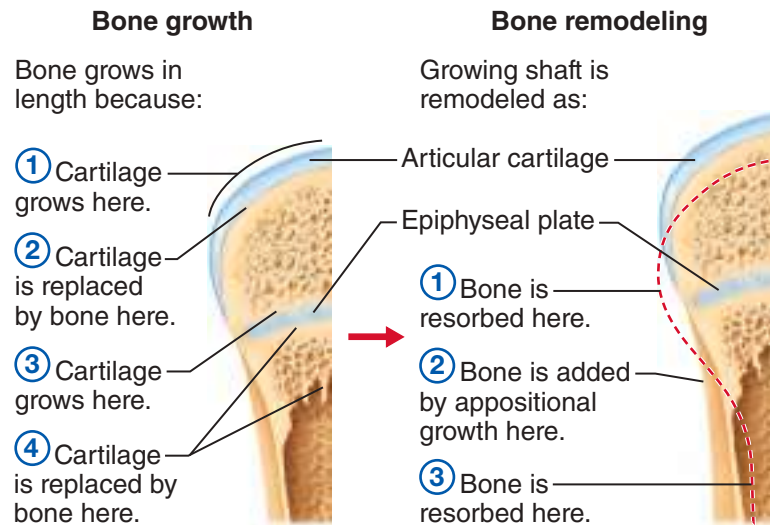 Bone growth
Bone grows in
length because:
1 Cartilage
grows here.
2 Cartilage
is replaced
by bone here.
3 Cartilage
grows here.
4 Cartilage
is replaced by
bone here.
Articular cartilage
Epiphyseal plate
Bone remodeling
Growing shaft is
remodeled as:
1 Bone is
resorbed here.
2 Bone is added
by appositional
growth here.
3 Bone is
resorbed here.